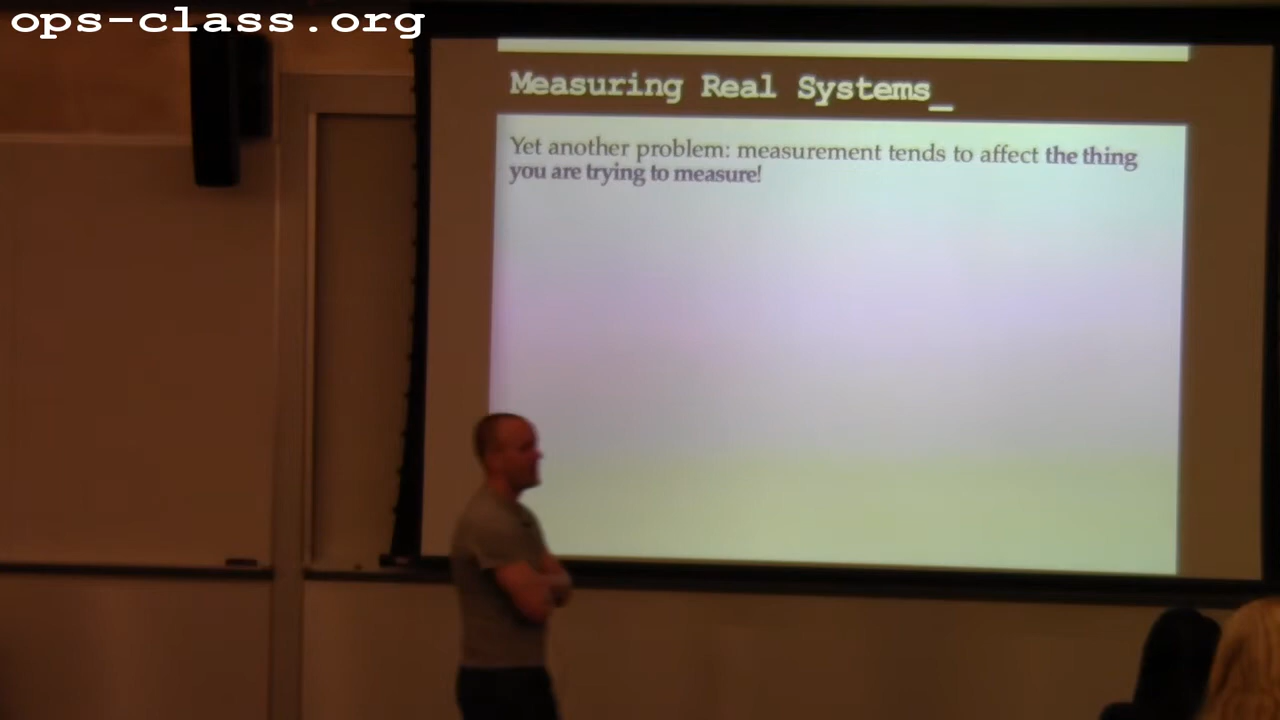 ops-class.org
Measuring Real Systems_
Yet another problem: measurement tends to affect the thing
you are trying to measure!